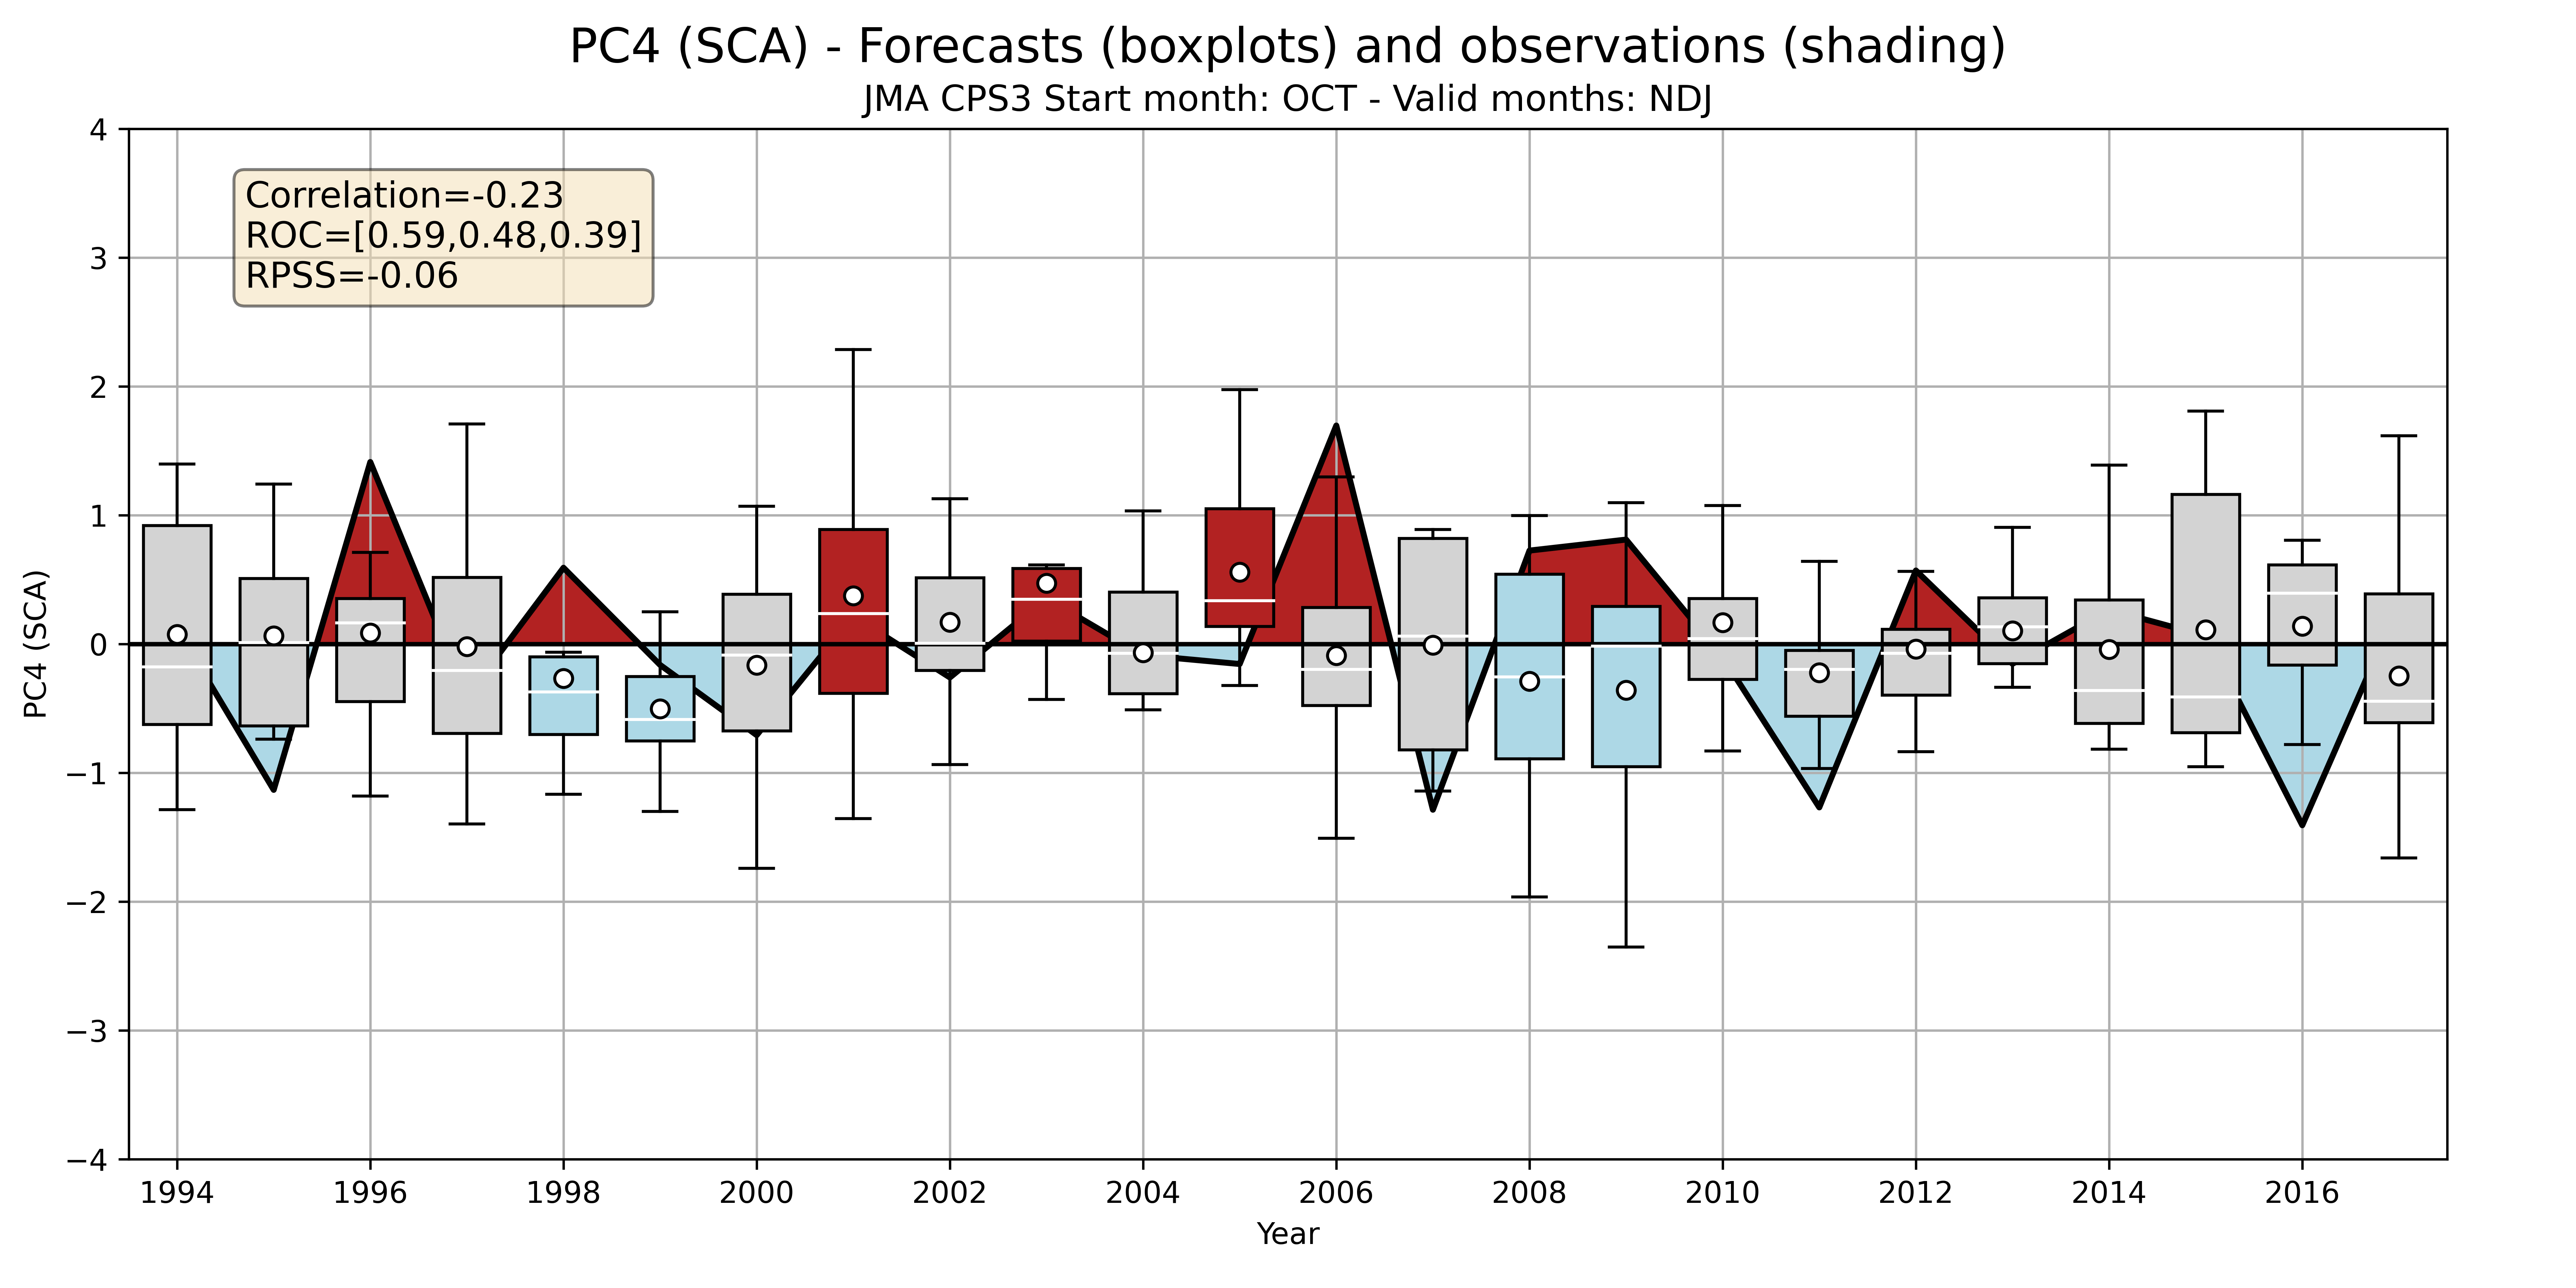 PC4 (SCA) - Forecasts (boxplots) and observations (shading)
JMA CPS3 Start month: OCT - Valid months: NDJ
Correlation=-0.23
ROC=[0.59,0.48,0.39]
RPSS=-0.06
PC4 (SCA)
4
3
2
1
0
−1
−2
−3
−4
1994 1996 1998 2000 2002 2004 2006 2008 2010 2012 2014 2016
Year